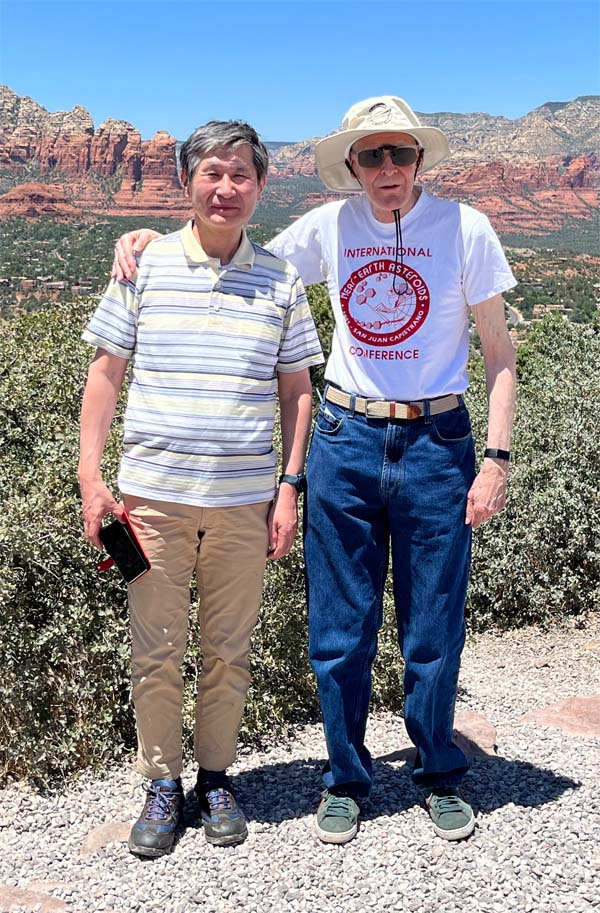 INTERNATIONAL
NEAR-EARTH ASTEROIDS
SAN JUAN CAPISTRANO
CONFERENCE